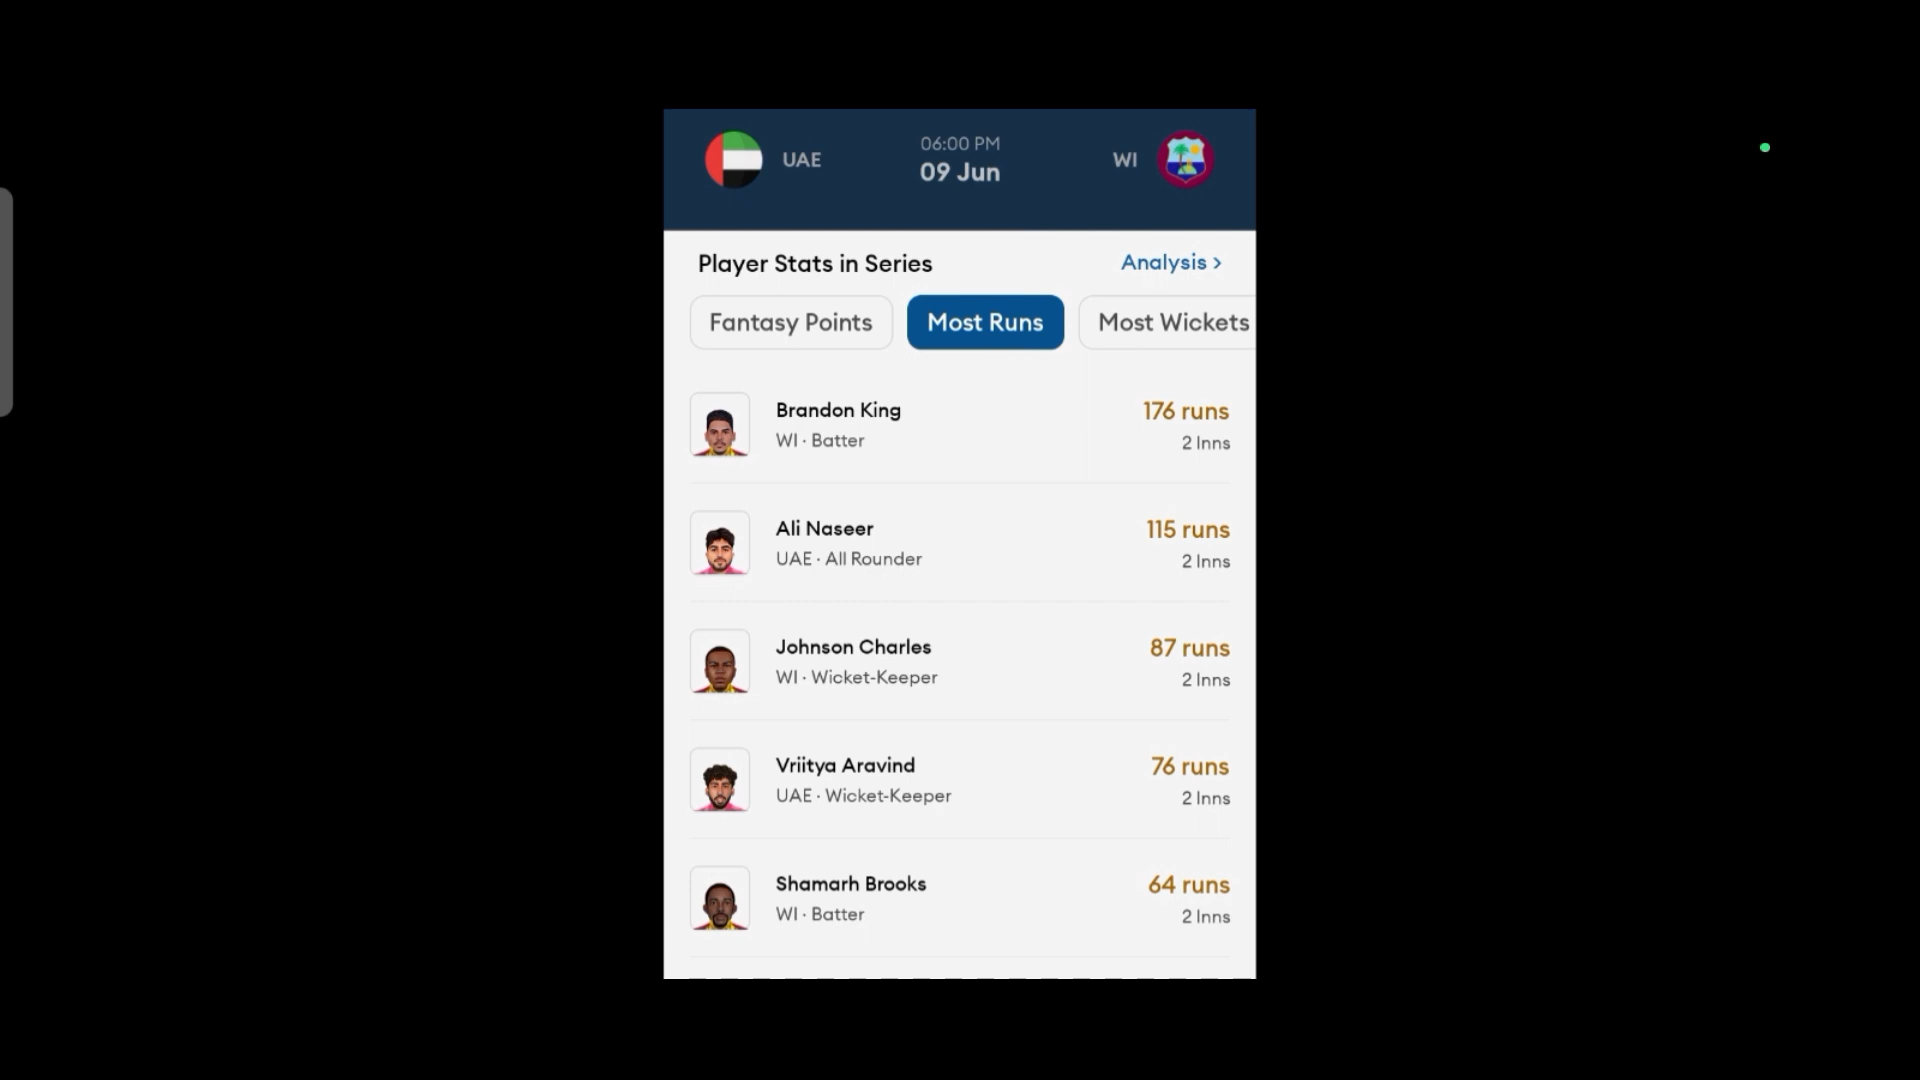 UAE
06:00 PM
09 Jun
WI
Player Stats in Series
Analysis >
Fantasy Points
Most Runs
Most Wickets
Brandon King
176 runs
WI · Batter
2 Inns
Ali Naseer
115 runs
UAE · All Rounder
2 Inns
Johnson Charles
87 runs
WI · Wicket-Keeper
2 Inns
Vriitya Aravind
76 runs
UAE · Wicket-Keeper
2 Inns
Shamarh Brooks
64 runs
WI · Batter
2 Inns